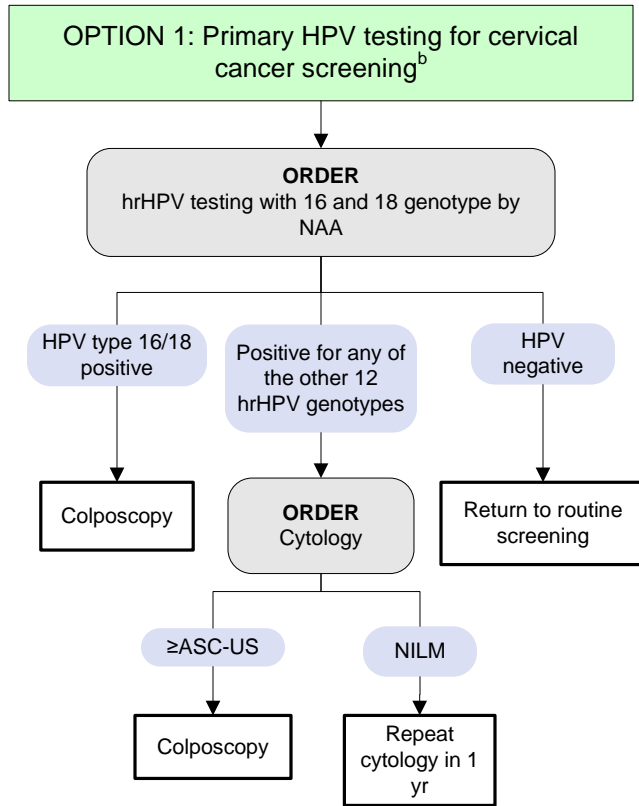 OPTION 1: Primary HPV testing for cervical
cancer screeningᵇ
ORDER
hrHPV testing with 16 and 18 genotype by
NAA
HPV type 16/18
positive
Positive for any of
the other 12
hrHPV genotypes
HPV
negative
Colposcopy
ORDER
Cytology
Return to routine
screening
≥ASC-US
NILM
Colposcopy
Repeat
cytology in 1
yr